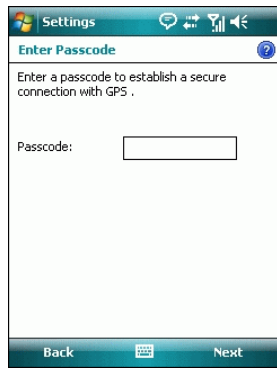 Settings
Enter Passcode
Enter a passcode to establish a secure
connection with GPS .
Passcode:
Back
Next